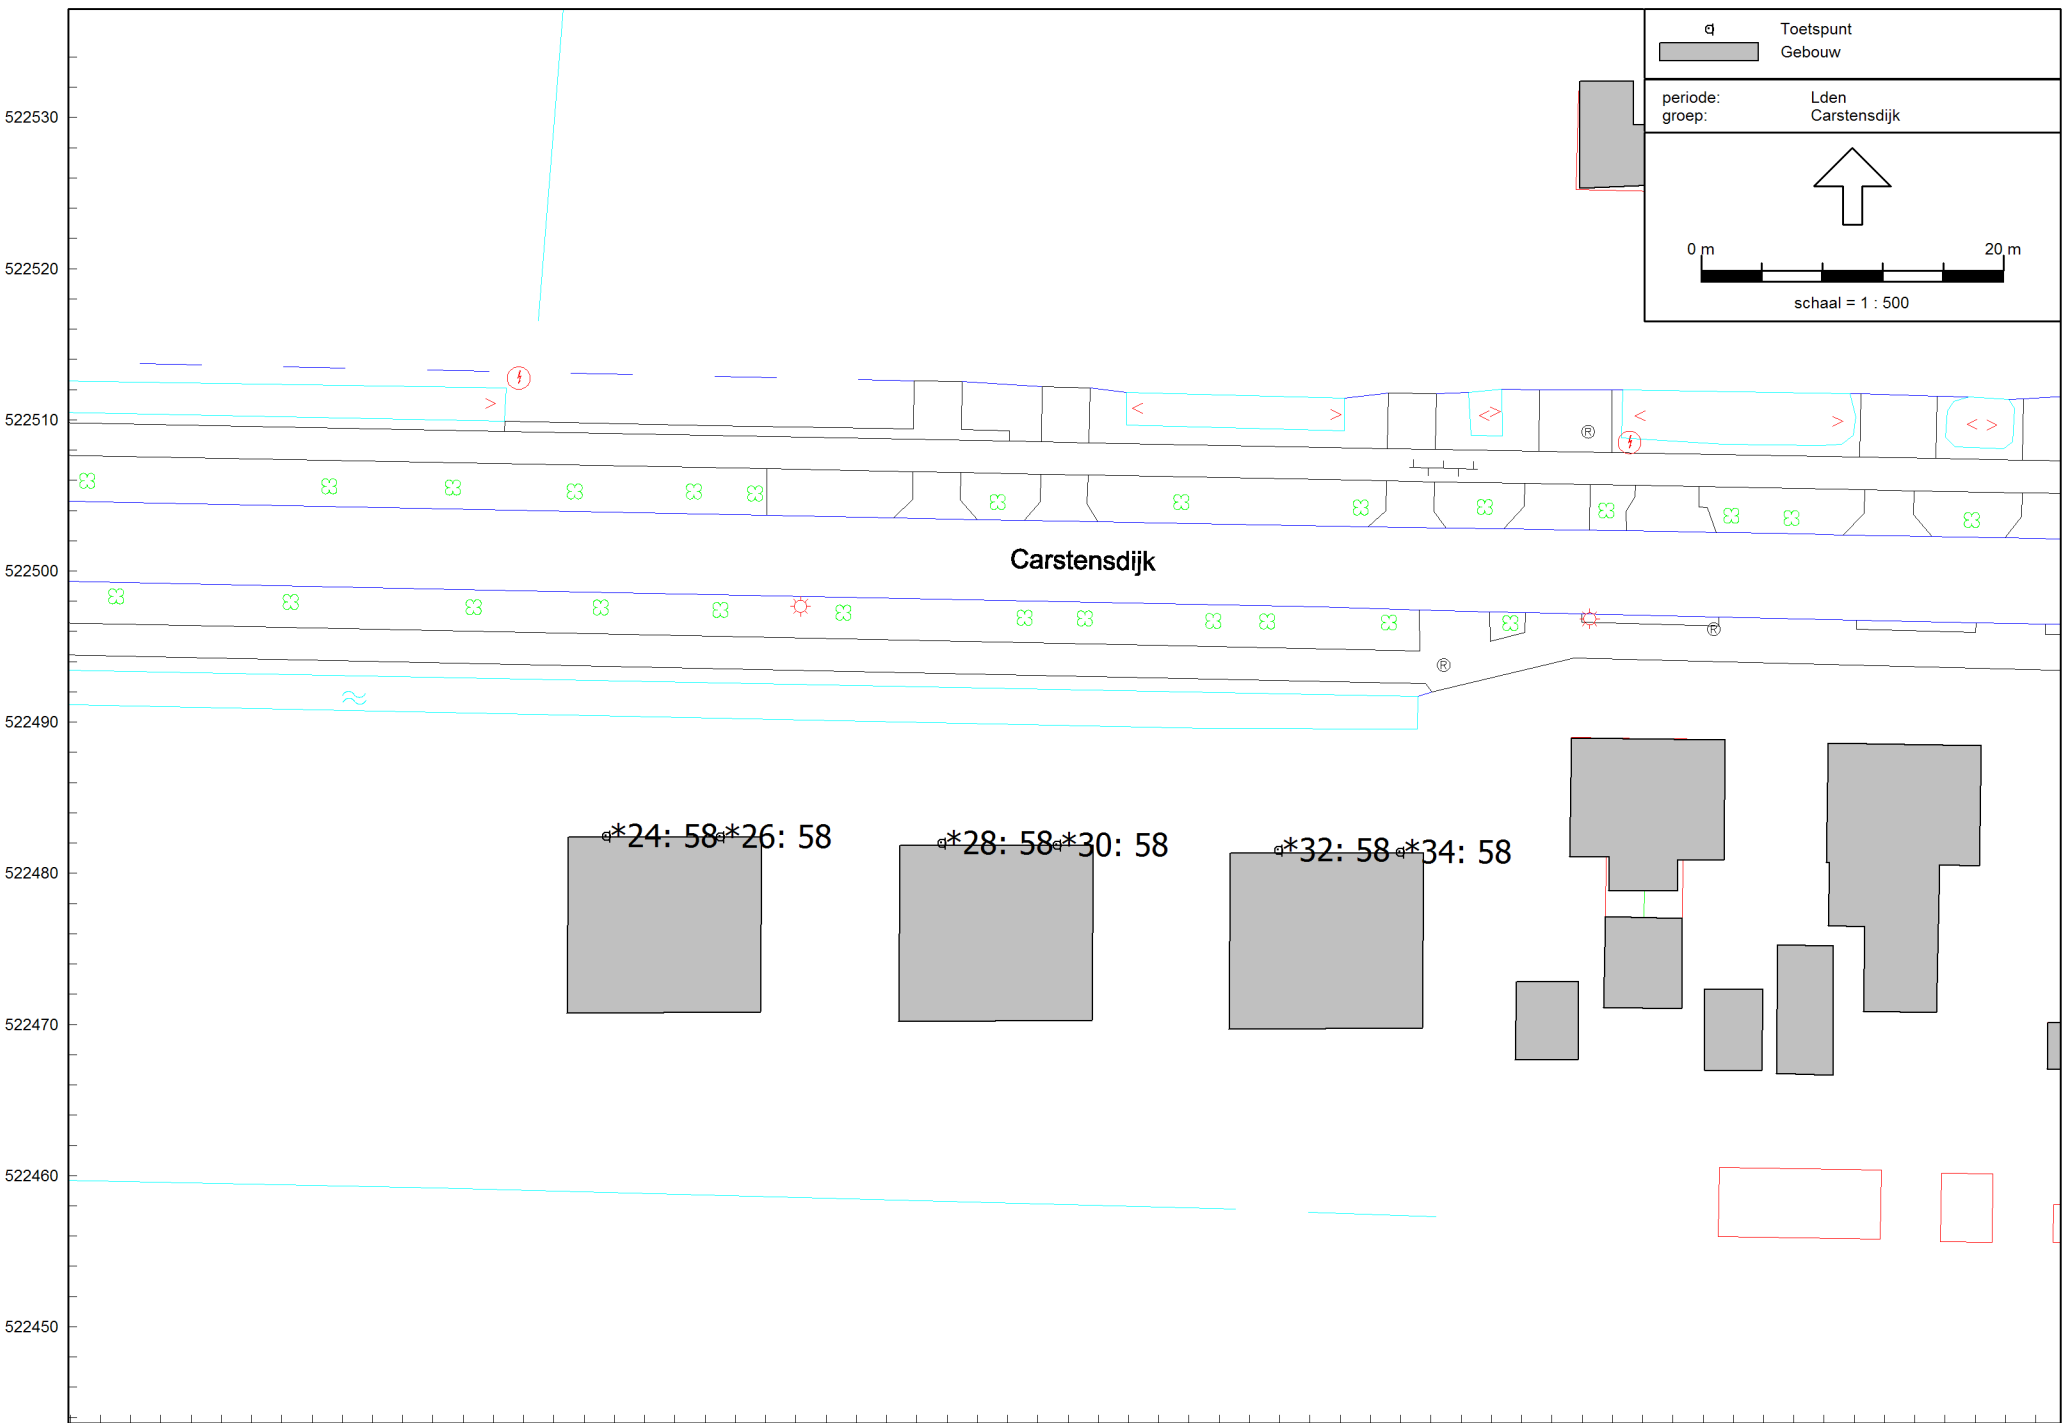 Toetspunt
Gebouw
periode: Lden
groep: Carstensdijk
0 m 20 m
schaal = 1 : 500
522530
522520
522510
522500
522490
522480
522470
522460
522450
R
Carstensdijk
R
R
*24: 58 *26: 58
*28: 58 *30: 58
*32: 58 *34: 58